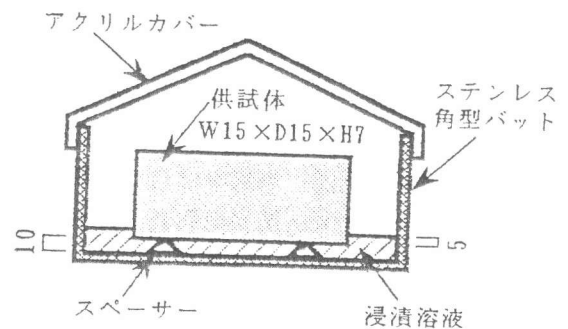 アクリルカバー
供試体
W15×D15×H7
ステンレス
角型バット
10
5
スペーサー
浸漬溶液